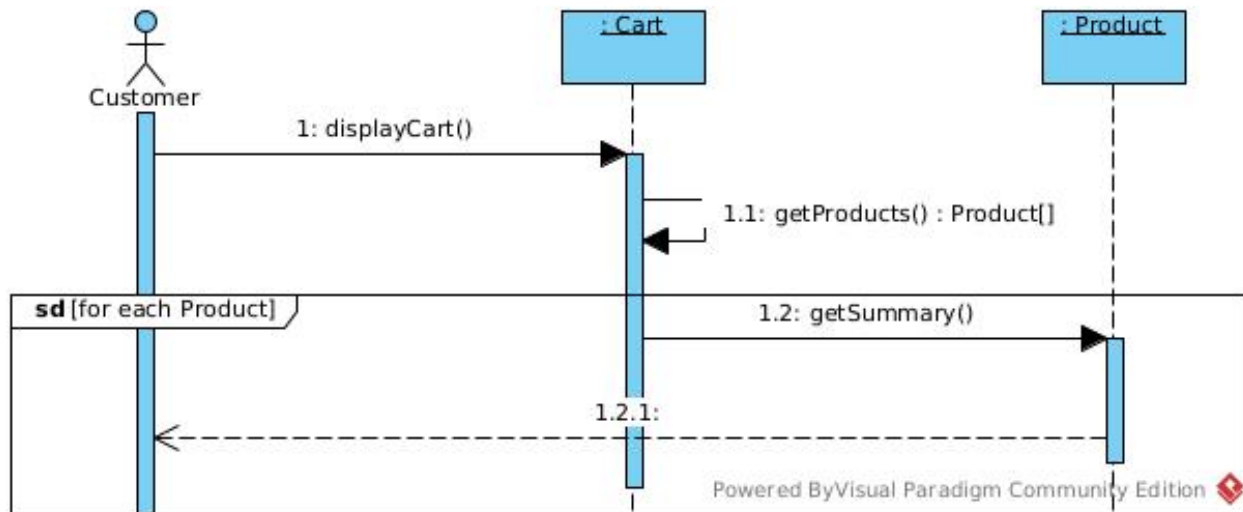 : Cart
: Product
Customer
1: displayCart()
1.1: getProducts() : Product[]
sd [for each Product]
1.2: getSummary()
1.2.1:
Powered ByVisual Paradigm Community Edition